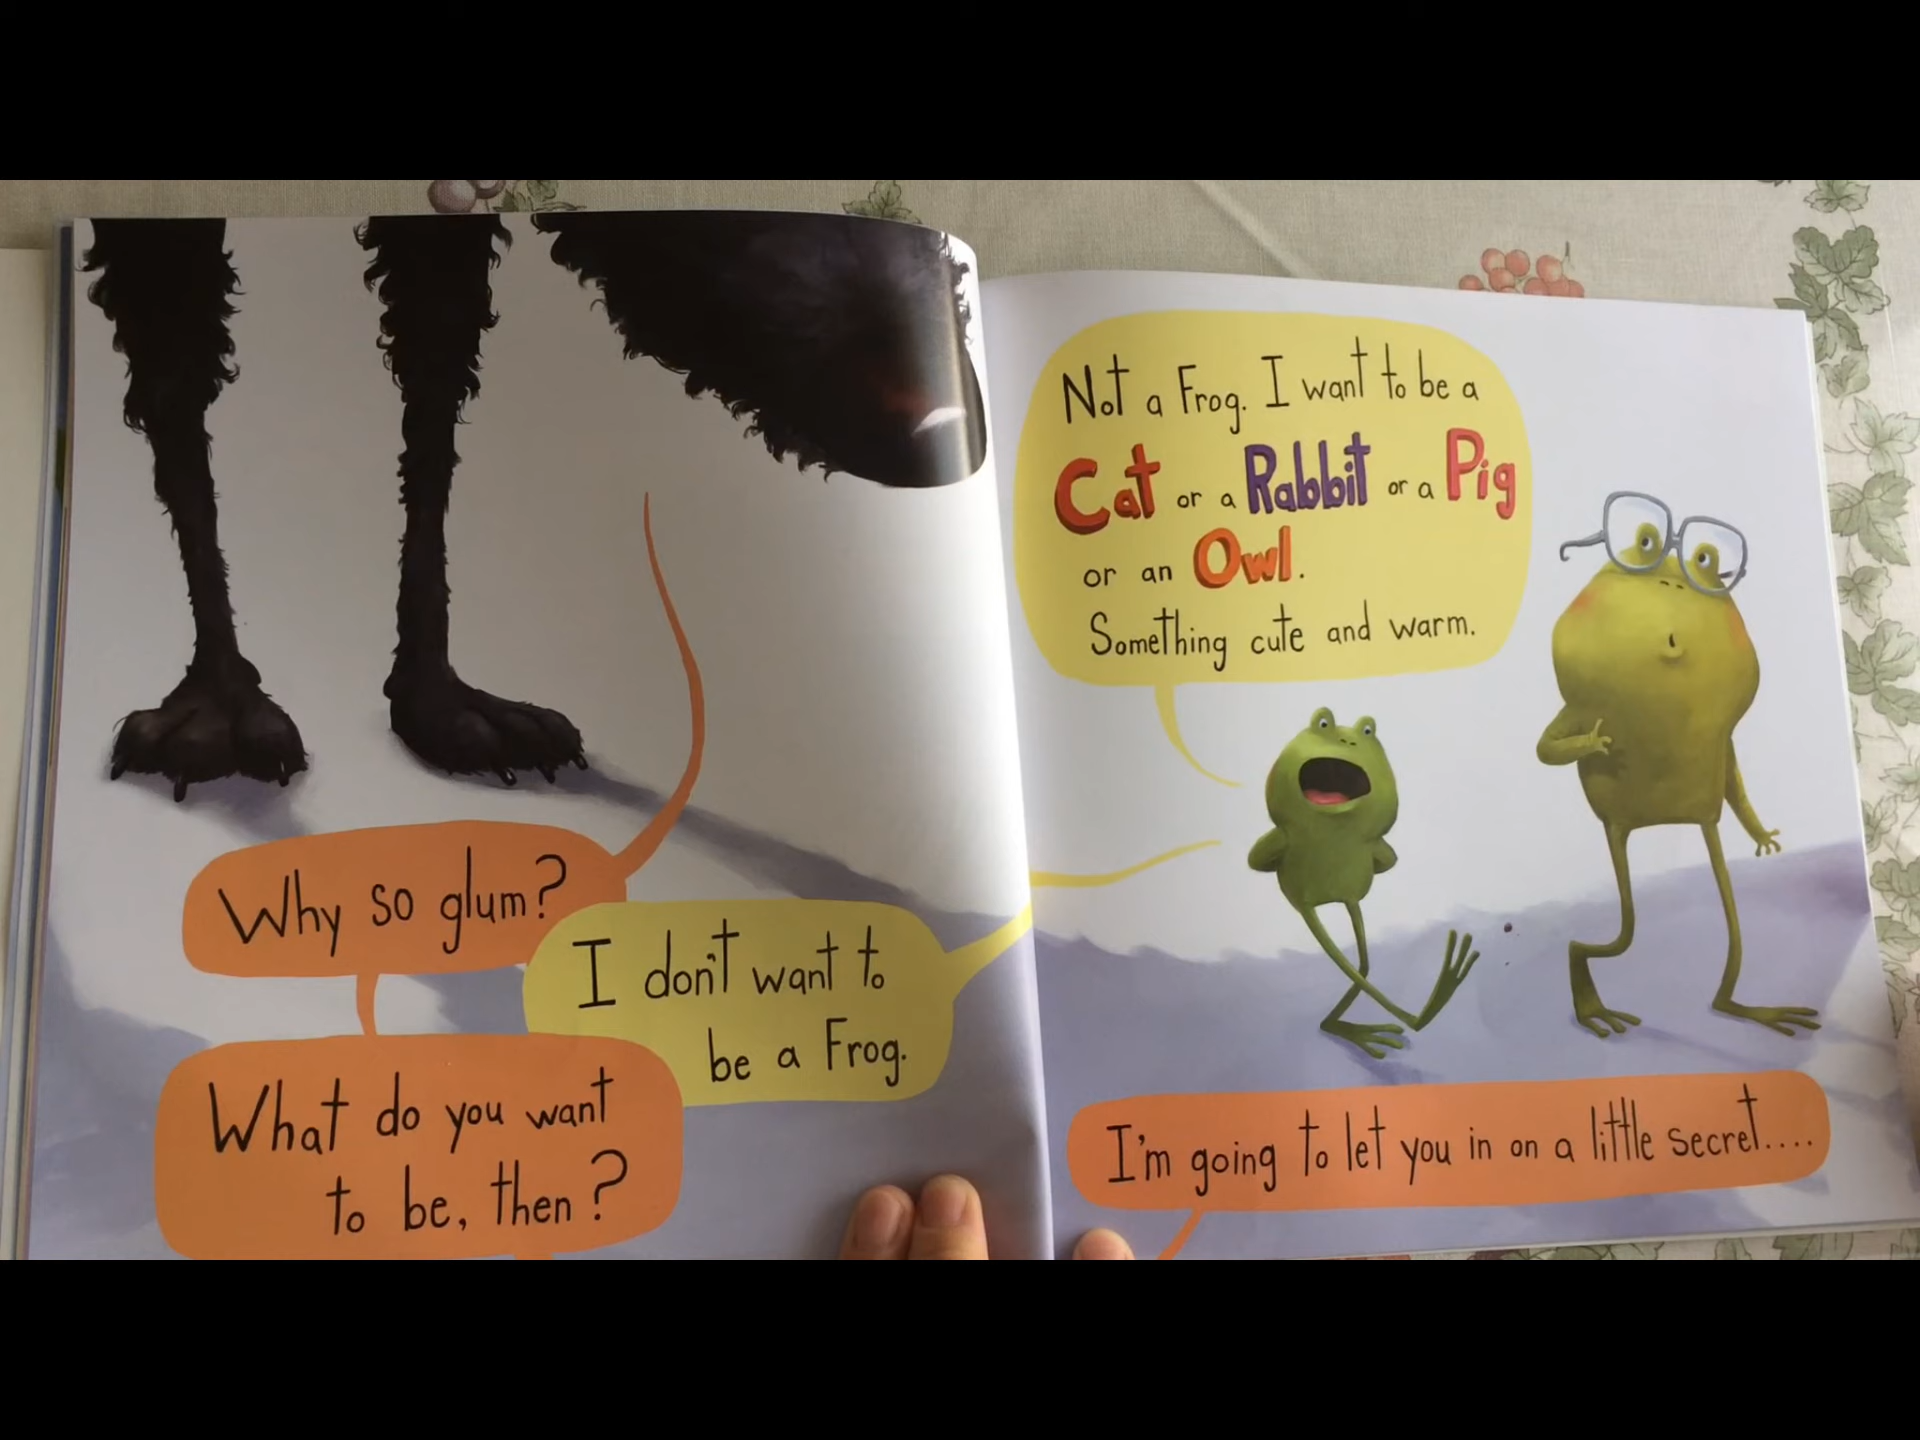 Why so glum?
I don't want to
be a Frog.
What do you want
to be, then?
Not a Frog. I want to be a
Cat or a Rabbit or a Pig
or an Owl.
Something cute and warm.
I'm going to let you in on a little secret....